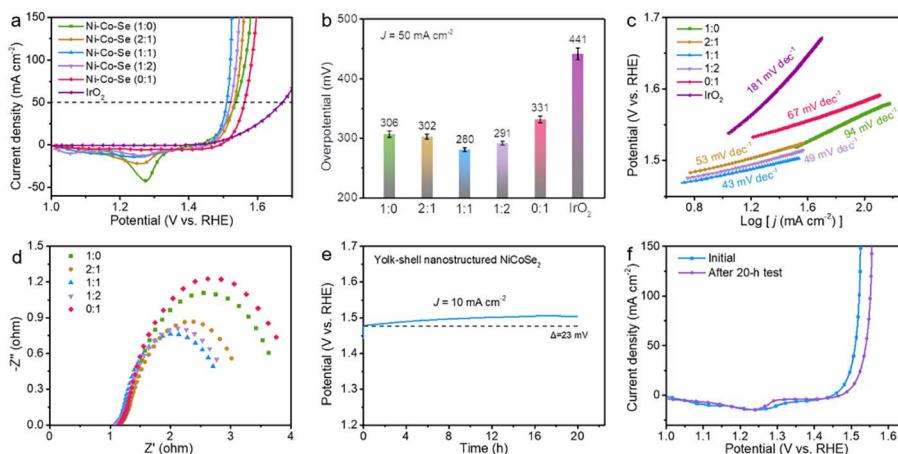 a
Current density (mA cm⁻²)
150
100
50
0
-50
Ni-Co-Se (1:0)
Ni-Co-Se (2:1)
Ni-Co-Se (1:1)
Ni-Co-Se (1:2)
Ni-Co-Se (0:1)
IrO₂
1.0 1.2 1.4 1.6
Potential (V vs. RHE)
b
Overpotential (mV)
500
400
300
200
J = 50 mA cm⁻²
306 302 280 291 331 441
1:0 2:1 1:1 1:2 0:1 IrO₂
c
Potential (V vs. RHE)
1.7
1.6
1.5
1:0
2:1
1:1
1:2
0:1
IrO₂
181 mV dec⁻¹
67 mV dec⁻¹
94 mV dec⁻¹
53 mV dec⁻¹
49 mV dec⁻¹
43 mV dec⁻¹
0.8 1.2 1.6 2.0
Log [ j (mA cm⁻²) ]
d
-Z'' (ohm)
1.5
1.2
0.9
0.6
0.3
0.0
1:0
2:1
1:1
1:2
0:1
0 1 2 3 4
Z' (ohm)
e
Potential (V vs. RHE)
1.7
1.6
1.5
1.4
1.3
1.2
Yolk-shell nanostructured NiCoSe₂
J = 10 mA cm⁻²
Δ=23 mV
0 4 8 12 16 20
Time (h)
f
Current density (mA cm⁻²)
150
100
50
0
-50
Initial
After 20-h test
1.0 1.1 1.2 1.3 1.4 1.5 1.6
Potential (V vs. RHE)